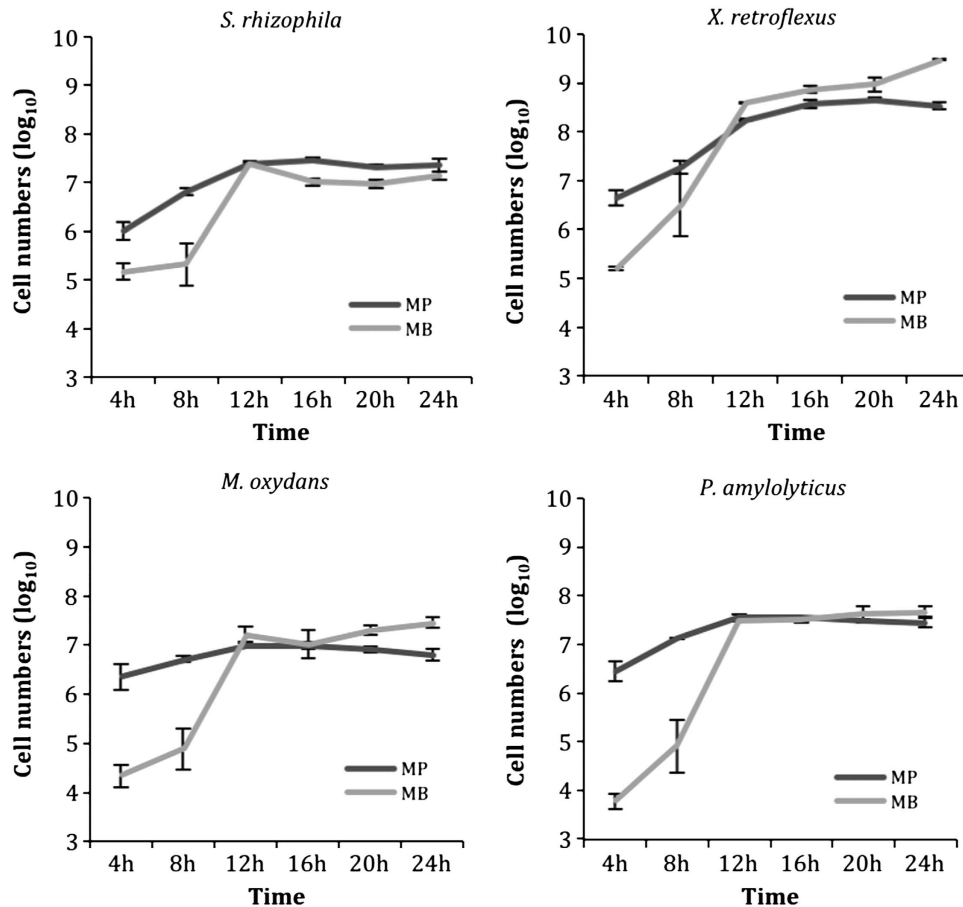 S. rhizophila
10
9
8
7
6
5
4
3
Cell numbers (log10)
MP
MB
4h 8h 12h 16h 20h 24h
Time
X. retroflexus
10
9
8
7
6
5
4
3
Cell numbers (log10)
MP
MB
4h 8h 12h 16h 20h 24h
Time
M. oxydans
10
9
8
7
6
5
4
3
Cell numbers (log10)
MP
MB
4h 8h 12h 16h 20h 24h
Time
P. amylolyticus
10
9
8
7
6
5
4
3
Cell numbers (log10)
MP
MB
4h 8h 12h 16h 20h 24h
Time